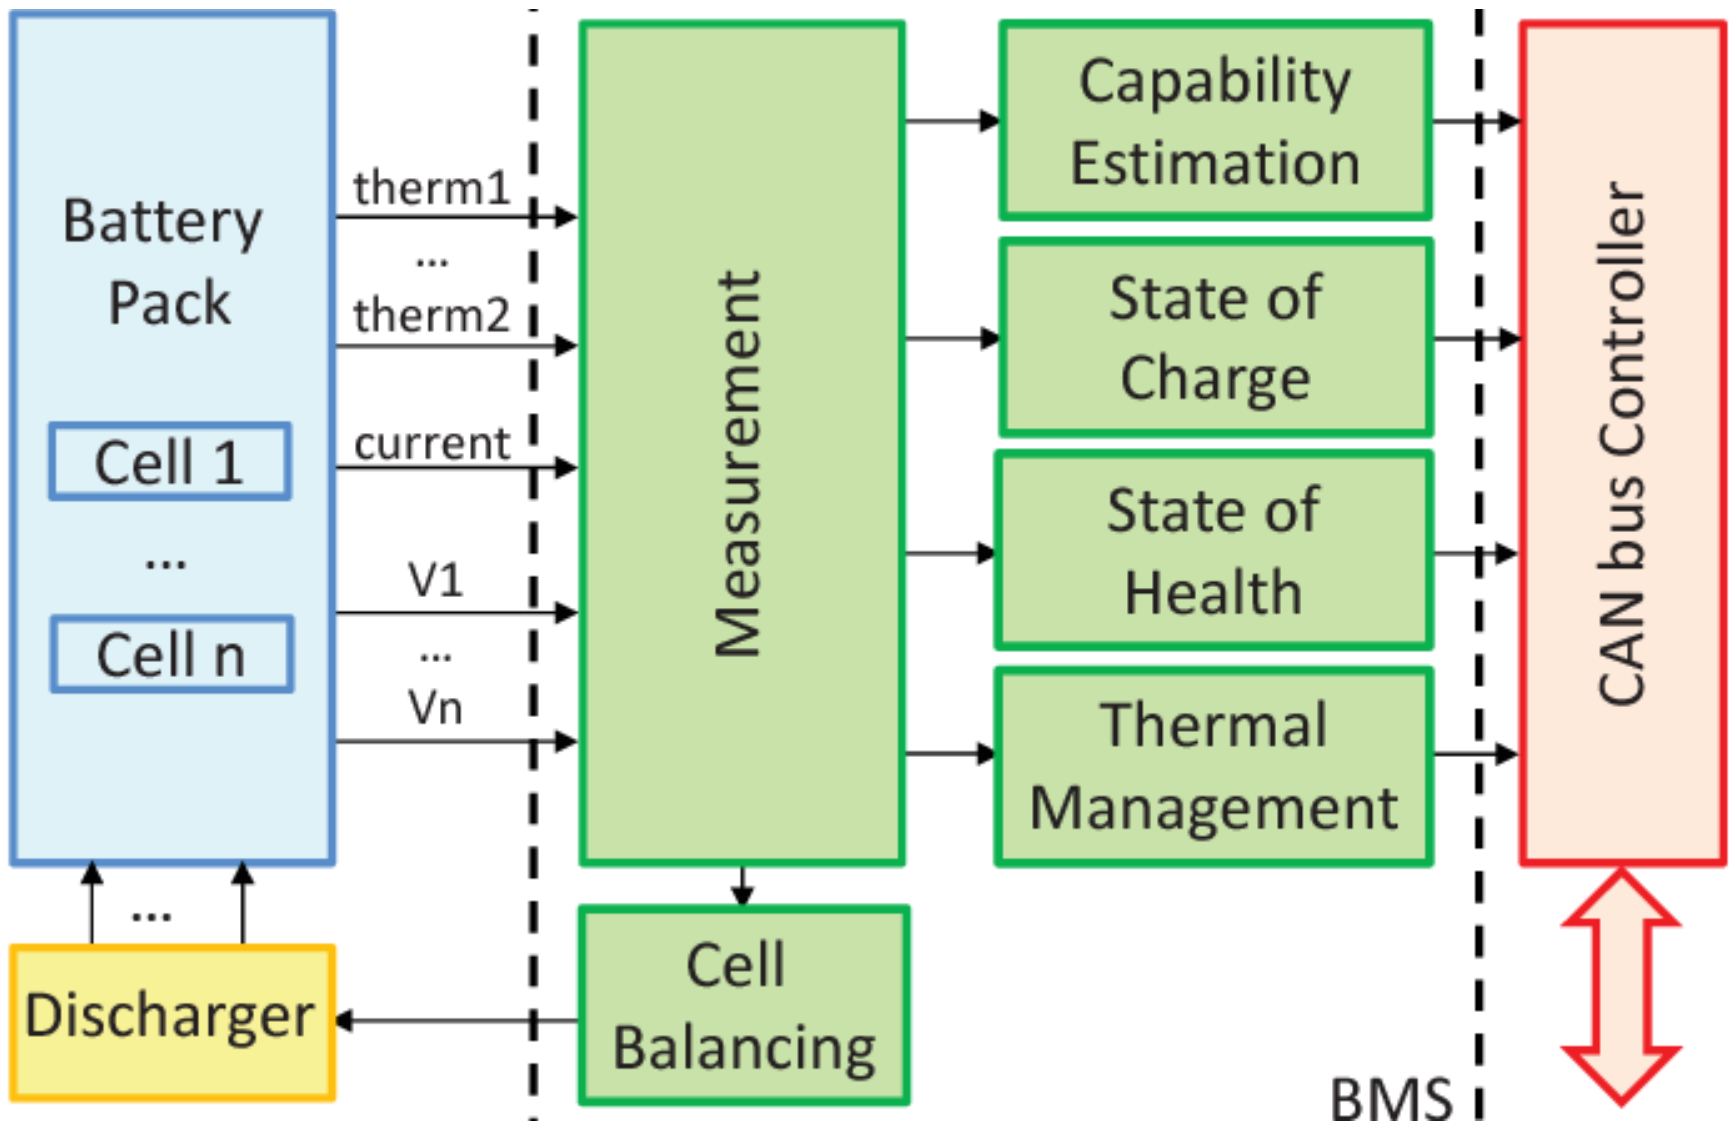 Battery
Pack
Cell 1
...
Cell n
therm1
...
therm2
current
V1
...
Vn
Measurement
Capability
Estimation
State of
Charge
State of
Health
Thermal
Management
CAN bus Controller
...
Discharger
Cell
Balancing
BMS